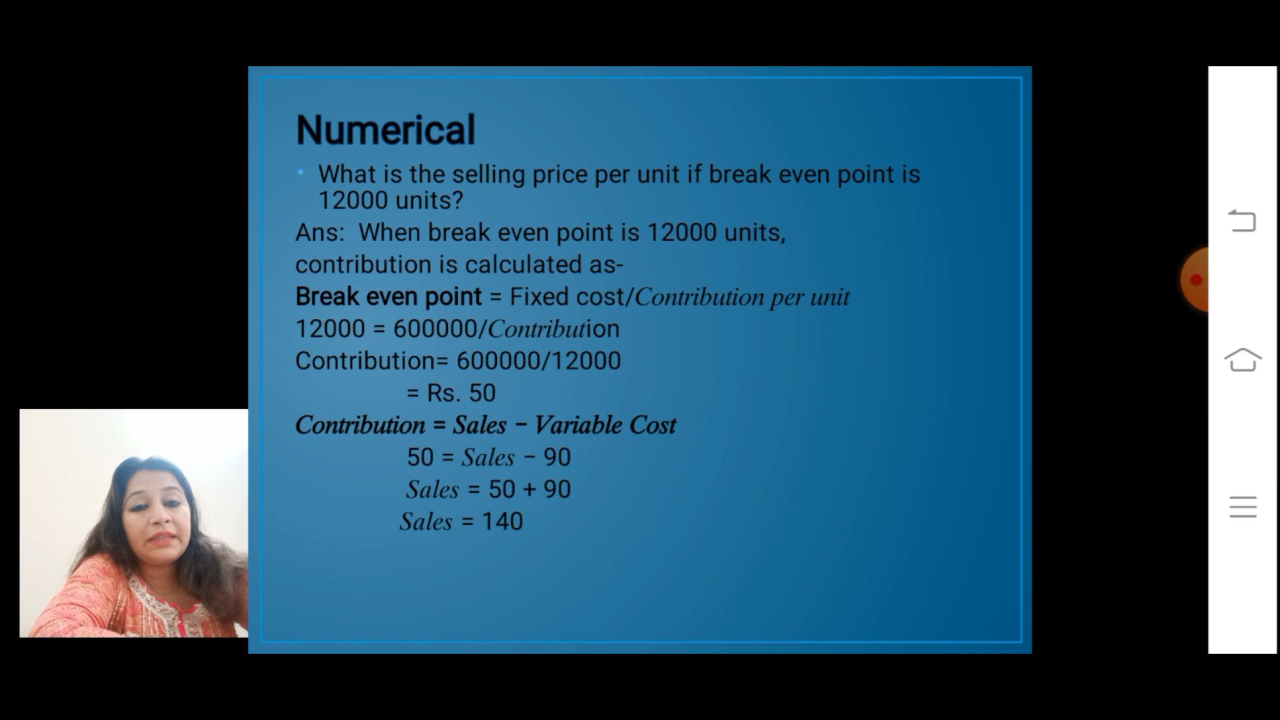 Numerical
• What is the selling price per unit if break even point is
12000 units?
Ans: When break even point is 12000 units,
contribution is calculated as-
Break even point = Fixed cost/Contribution per unit
12000 = 600000/Contribution
Contribution= 600000/12000
= Rs. 50
Contribution = Sales − Variable Cost
50 = Sales − 90
Sales = 50 + 90
Sales = 140